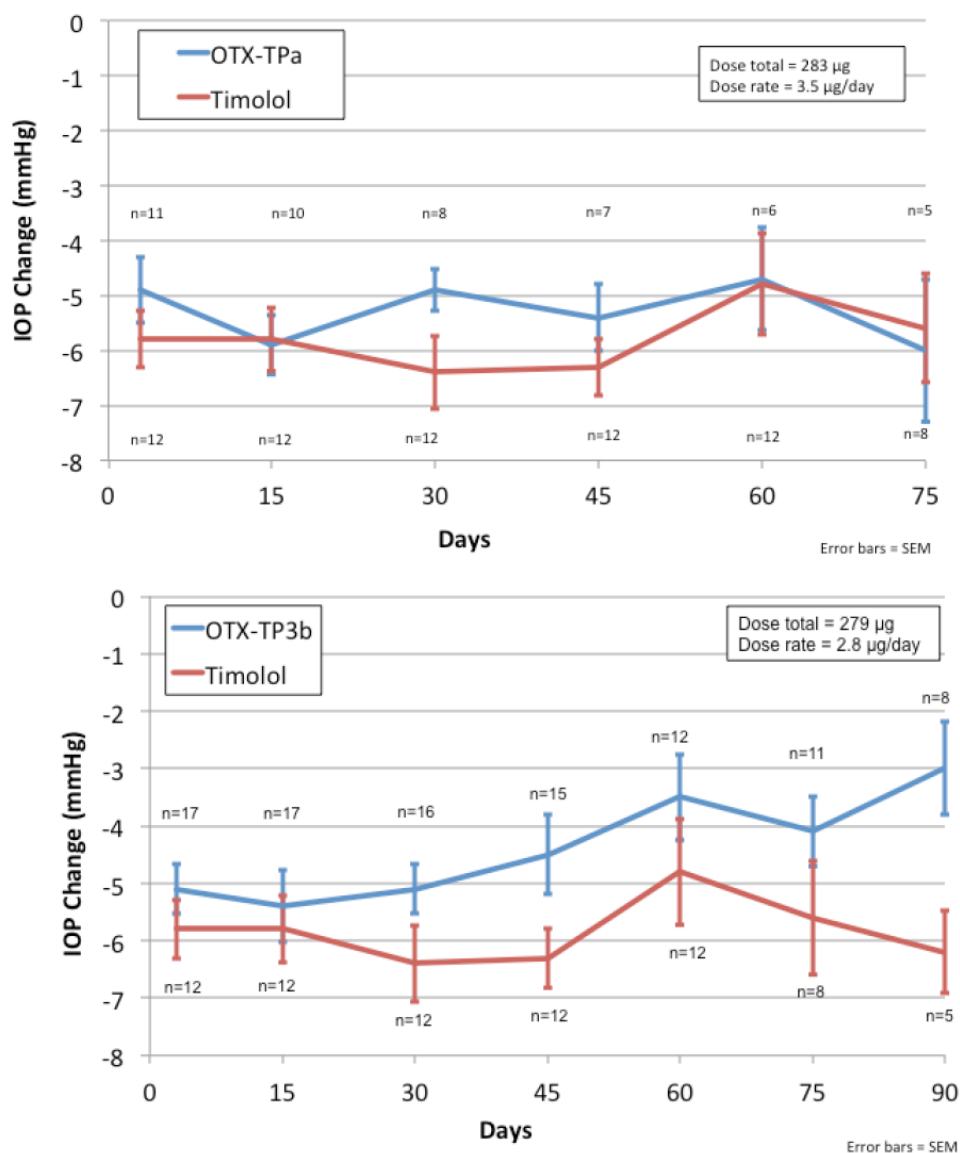 0
-1
-2
-3
-4
-5
-6
-7
-8
IOP Change (mmHg)
OTX-TPa
Timolol
Dose total = 283 µg
Dose rate = 3.5 µg/day
n=11
n=10
n=8
n=7
n=6
n=5
n=12
n=12
n=12
n=12
n=12
n=8
0
15
30
45
60
75
Days
Error bars = SEM
0
-1
-2
-3
-4
-5
-6
-7
-8
IOP Change (mmHg)
OTX-TP3b
Timolol
Dose total = 279 µg
Dose rate = 2.8 µg/day
n=17
n=17
n=16
n=15
n=12
n=11
n=8
n=12
n=12
n=12
n=12
n=12
n=8
n=5
0
15
30
45
60
75
90
Days
Error bars = SEM